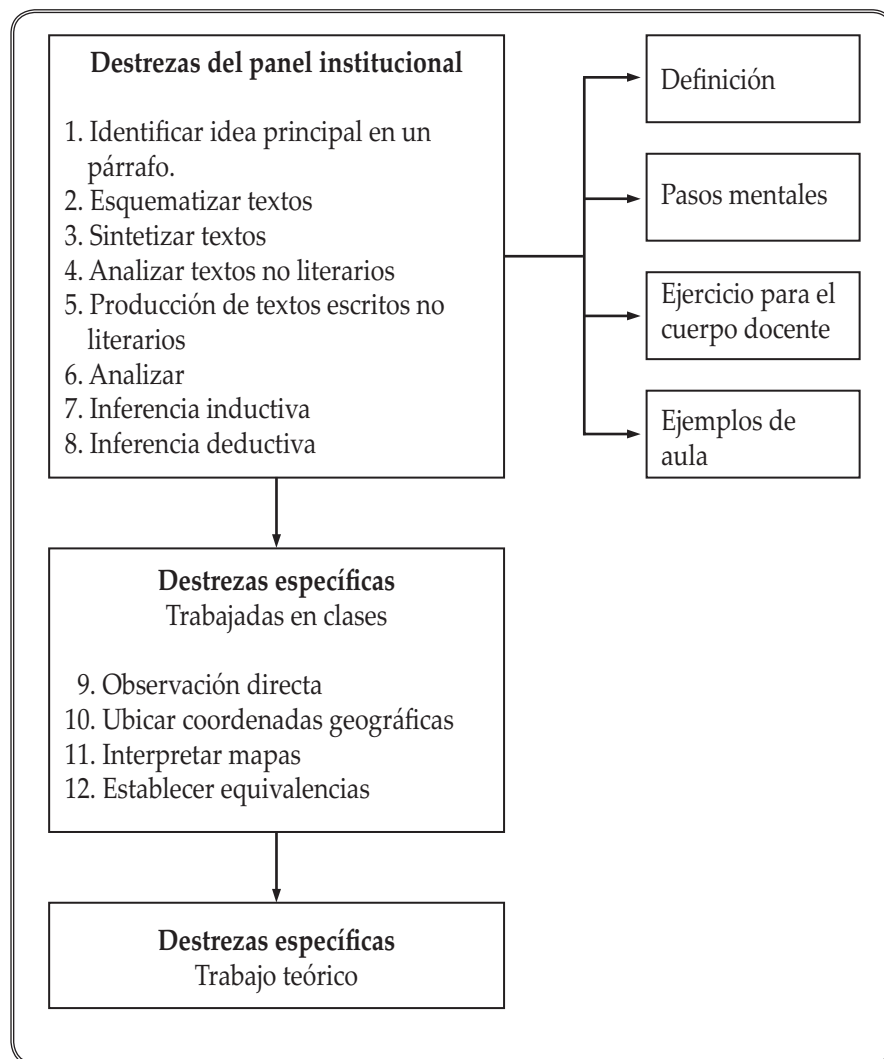 Destrezas del panel institucional
1. Identificar idea principal en un
párrafo.
2. Esquematizar textos
3. Sintetizar textos
4. Analizar textos no literarios
5. Producción de textos escritos no
literarios
6. Analizar
7. Inferencia inductiva
8. Inferencia deductiva
Definición
Pasos mentales
Ejercicio para el
cuerpo docente
Ejemplos de
aula
Destrezas específicas
Trabajadas en clases
9. Observación directa
10. Ubicar coordenadas geográficas
11. Interpretar mapas
12. Establecer equivalencias
Destrezas específicas
Trabajo teórico